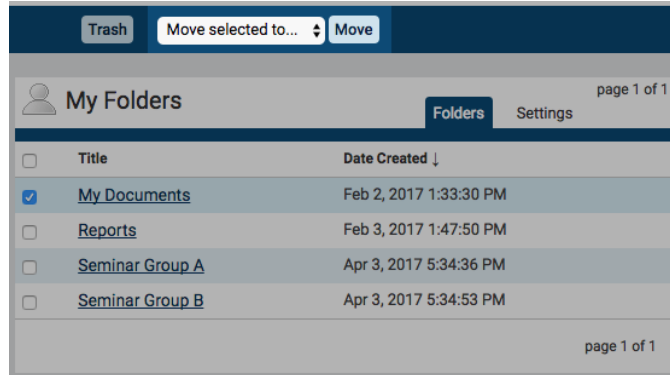 Trash Move selected to... Move
page 1 of 1
My Folders
Folders Settings
Title Date Created ↓
My Documents Feb 2, 2017 1:33:30 PM
Reports Feb 3, 2017 1:47:50 PM
Seminar Group A Apr 3, 2017 5:34:36 PM
Seminar Group B Apr 3, 2017 5:34:53 PM
page 1 of 1